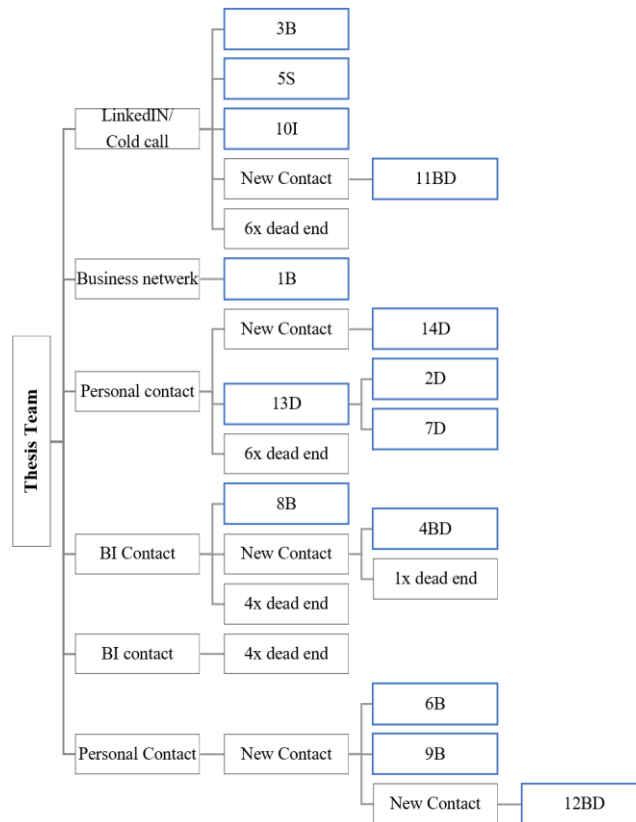 3B
5S
LinkedIN/
Cold call
10I
New Contact
11BD
6x dead end
Business netwerk
1B
New Contact
14D
Personal contact
13D
2D
7D
6x dead end
Thesis Team
8B
BI Contact
New Contact
4BD
1x dead end
4x dead end
BI contact
4x dead end
6B
Personal Contact
New Contact
9B
New Contact
12BD